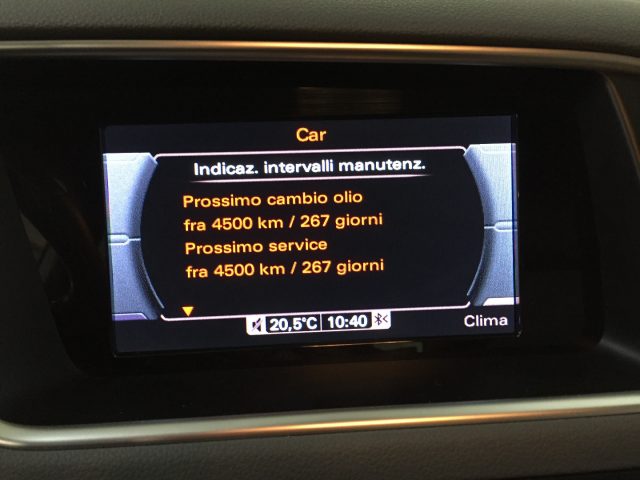 Car
Indicaz. intervalli manutenz.
Prossimo cambio olio
fra 4500 km / 267 giorni
Prossimo service
fra 4500 km / 267 giorni
20,5°C 10:40
Clima